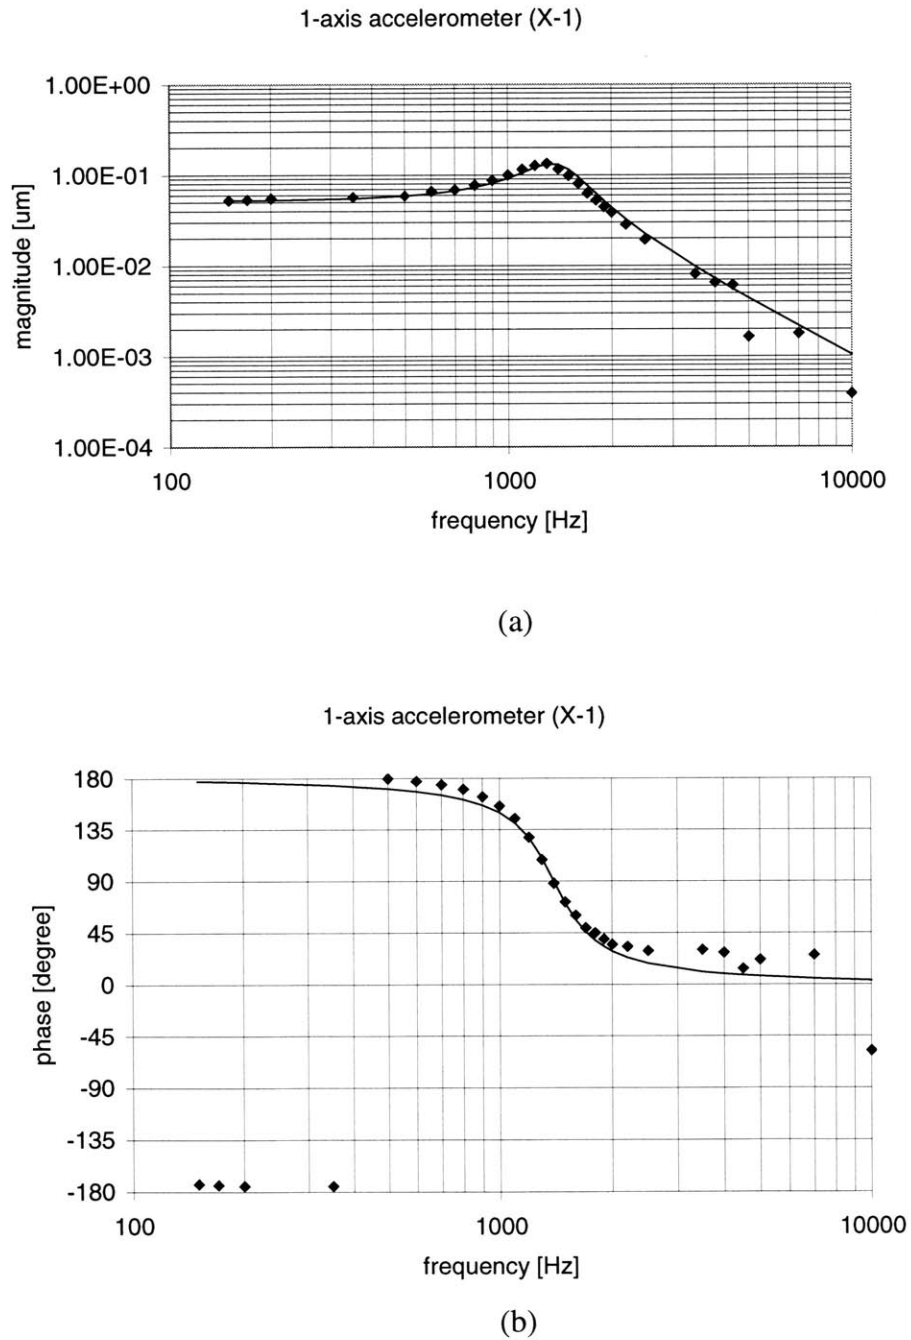 1-axis accelerometer (X-1)
1.00E+00
1.00E-01
1.00E-02
1.00E-03
1.00E-04
magnitude [um]
100
1000
10000
frequency [Hz]
(a)
1-axis accelerometer (X-1)
180
135
90
45
0
-45
-90
-135
-180
phase [degree]
100
1000
10000
frequency [Hz]
(b)